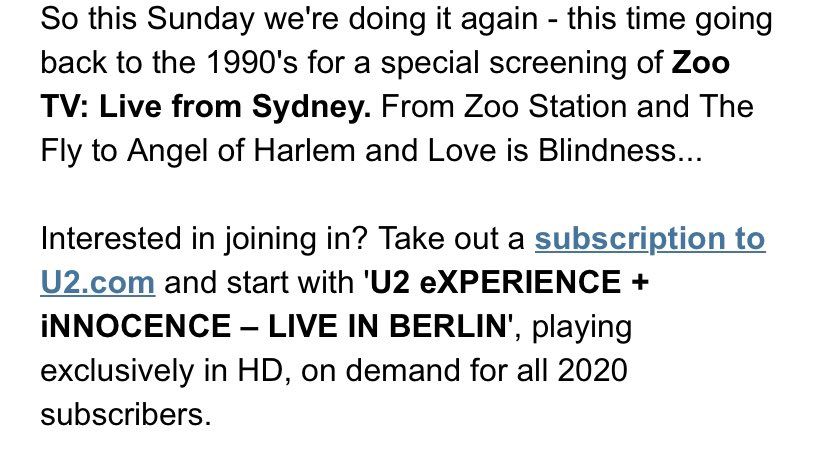 So this Sunday we're doing it again - this time going
back to the 1990's for a special screening of Zoo
TV: Live from Sydney. From Zoo Station and The
Fly to Angel of Harlem and Love is Blindness...
Interested in joining in? Take out a subscription to
U2.com and start with 'U2 eXPERIENCE +
iNNOCENCE – LIVE IN BERLIN', playing
exclusively in HD, on demand for all 2020
subscribers.